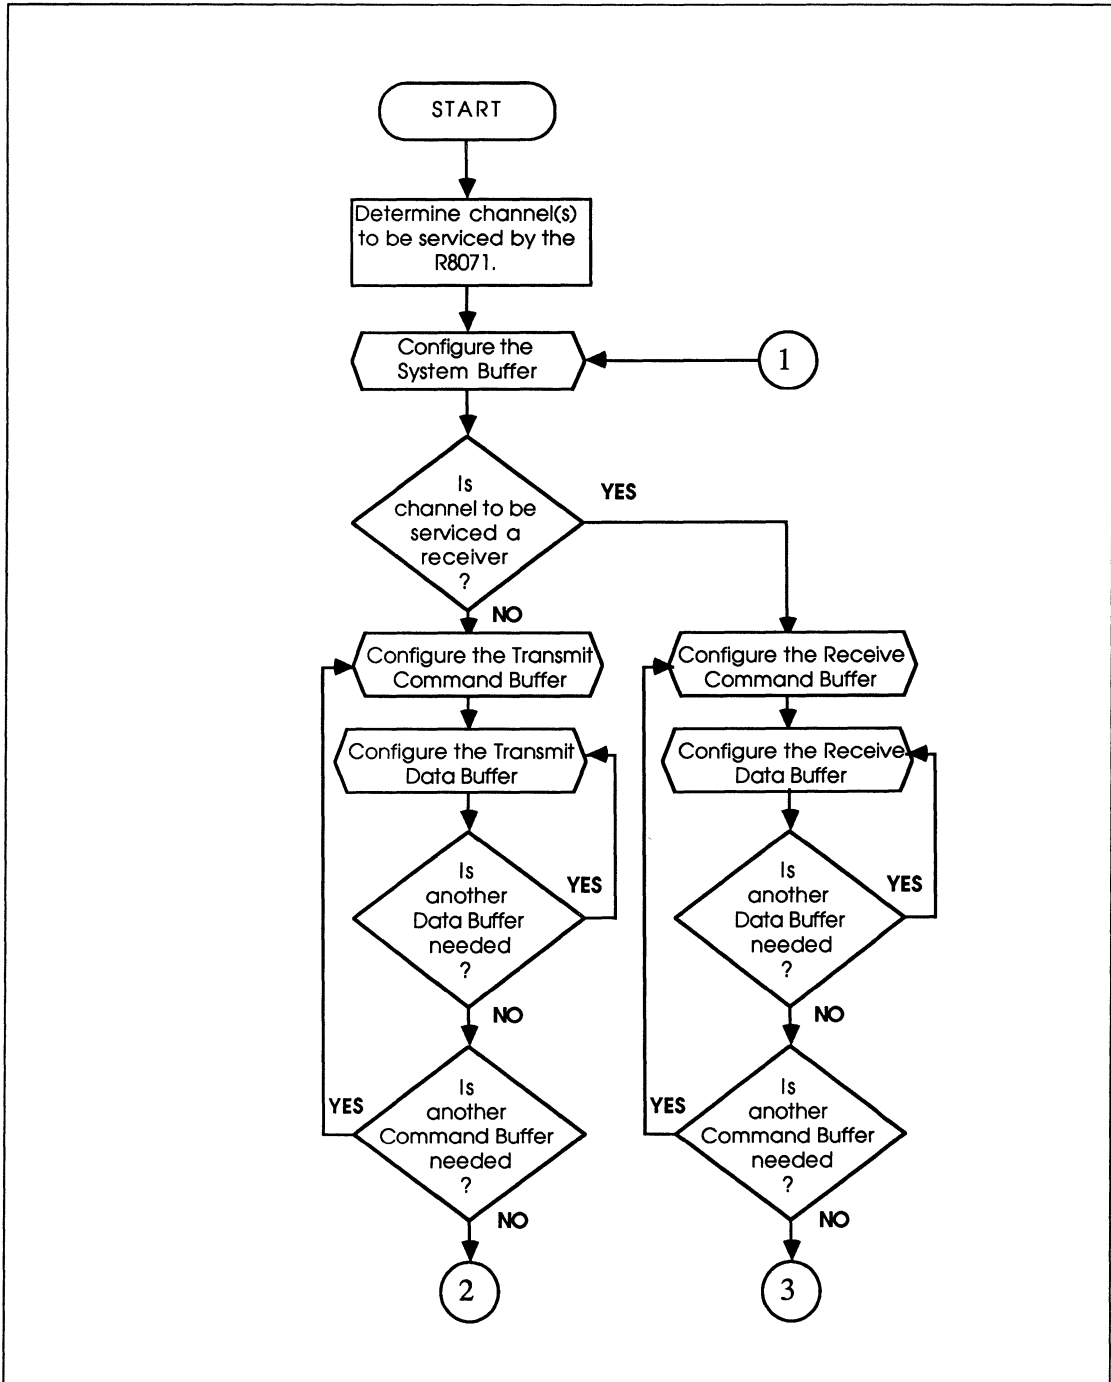 START
Determine channel(s)
to be serviced by the
R8071.
Configure the
System Buffer
1
Is
channel to be
serviced a
receiver
?
YES
NO
Configure the Transmit
Command Buffer
Configure the Receive
Command Buffer
Configure the Transmit
Data Buffer
Configure the Receive
Data Buffer
Is
another
Data Buffer
needed
?
YES
NO
Is
another
Data Buffer
needed
?
YES
NO
Is
another
Command Buffer
needed
?
YES
NO
Is
another
Command Buffer
needed
?
YES
NO
2
3